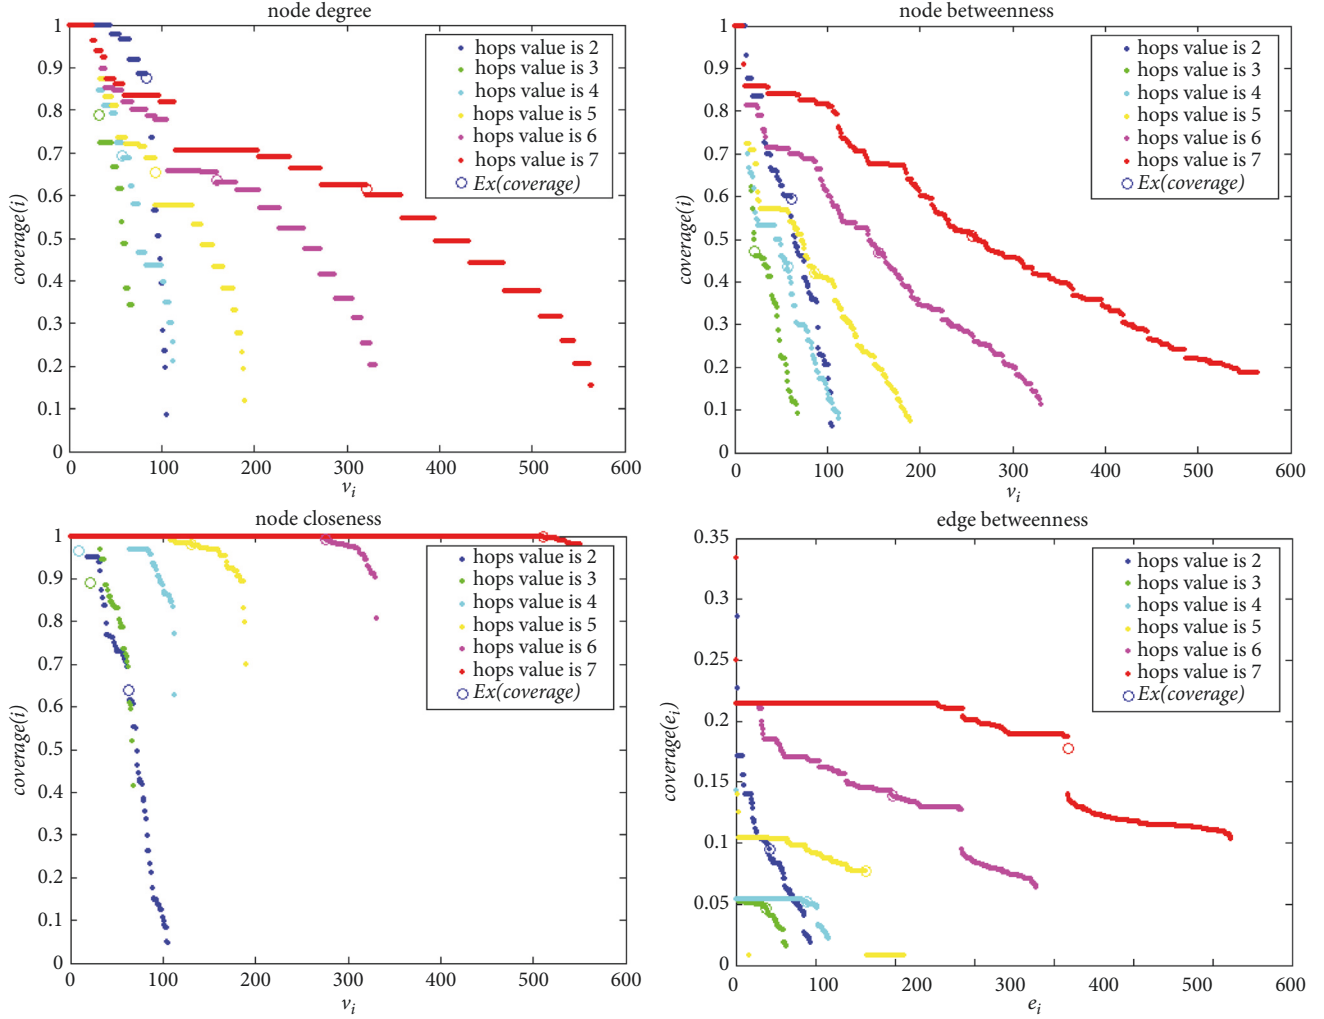 node degree
1
0.9
0.8
0.7
0.6
0.5
0.4
0.3
0.2
0.1
0
coverage(i)
hops value is 2
hops value is 3
hops value is 4
hops value is 5
hops value is 6
hops value is 7
Ex(coverage)
0 100 200 300 400 500 600
v_i
node betweenness
1
0.9
0.8
0.7
0.6
0.5
0.4
0.3
0.2
0.1
0
coverage(i)
hops value is 2
hops value is 3
hops value is 4
hops value is 5
hops value is 6
hops value is 7
Ex(coverage)
0 100 200 300 400 500 600
v_i
node closeness
1
0.9
0.8
0.7
0.6
0.5
0.4
0.3
0.2
0.1
0
coverage(i)
hops value is 2
hops value is 3
hops value is 4
hops value is 5
hops value is 6
hops value is 7
Ex(coverage)
0 100 200 300 400 500 600
v_i
edge betweenness
0.35
0.3
0.25
0.2
0.15
0.1
0.05
0
coverage(e_i)
hops value is 2
hops value is 3
hops value is 4
hops value is 5
hops value is 6
hops value is 7
Ex(coverage)
0 100 200 300 400 500 600
e_i